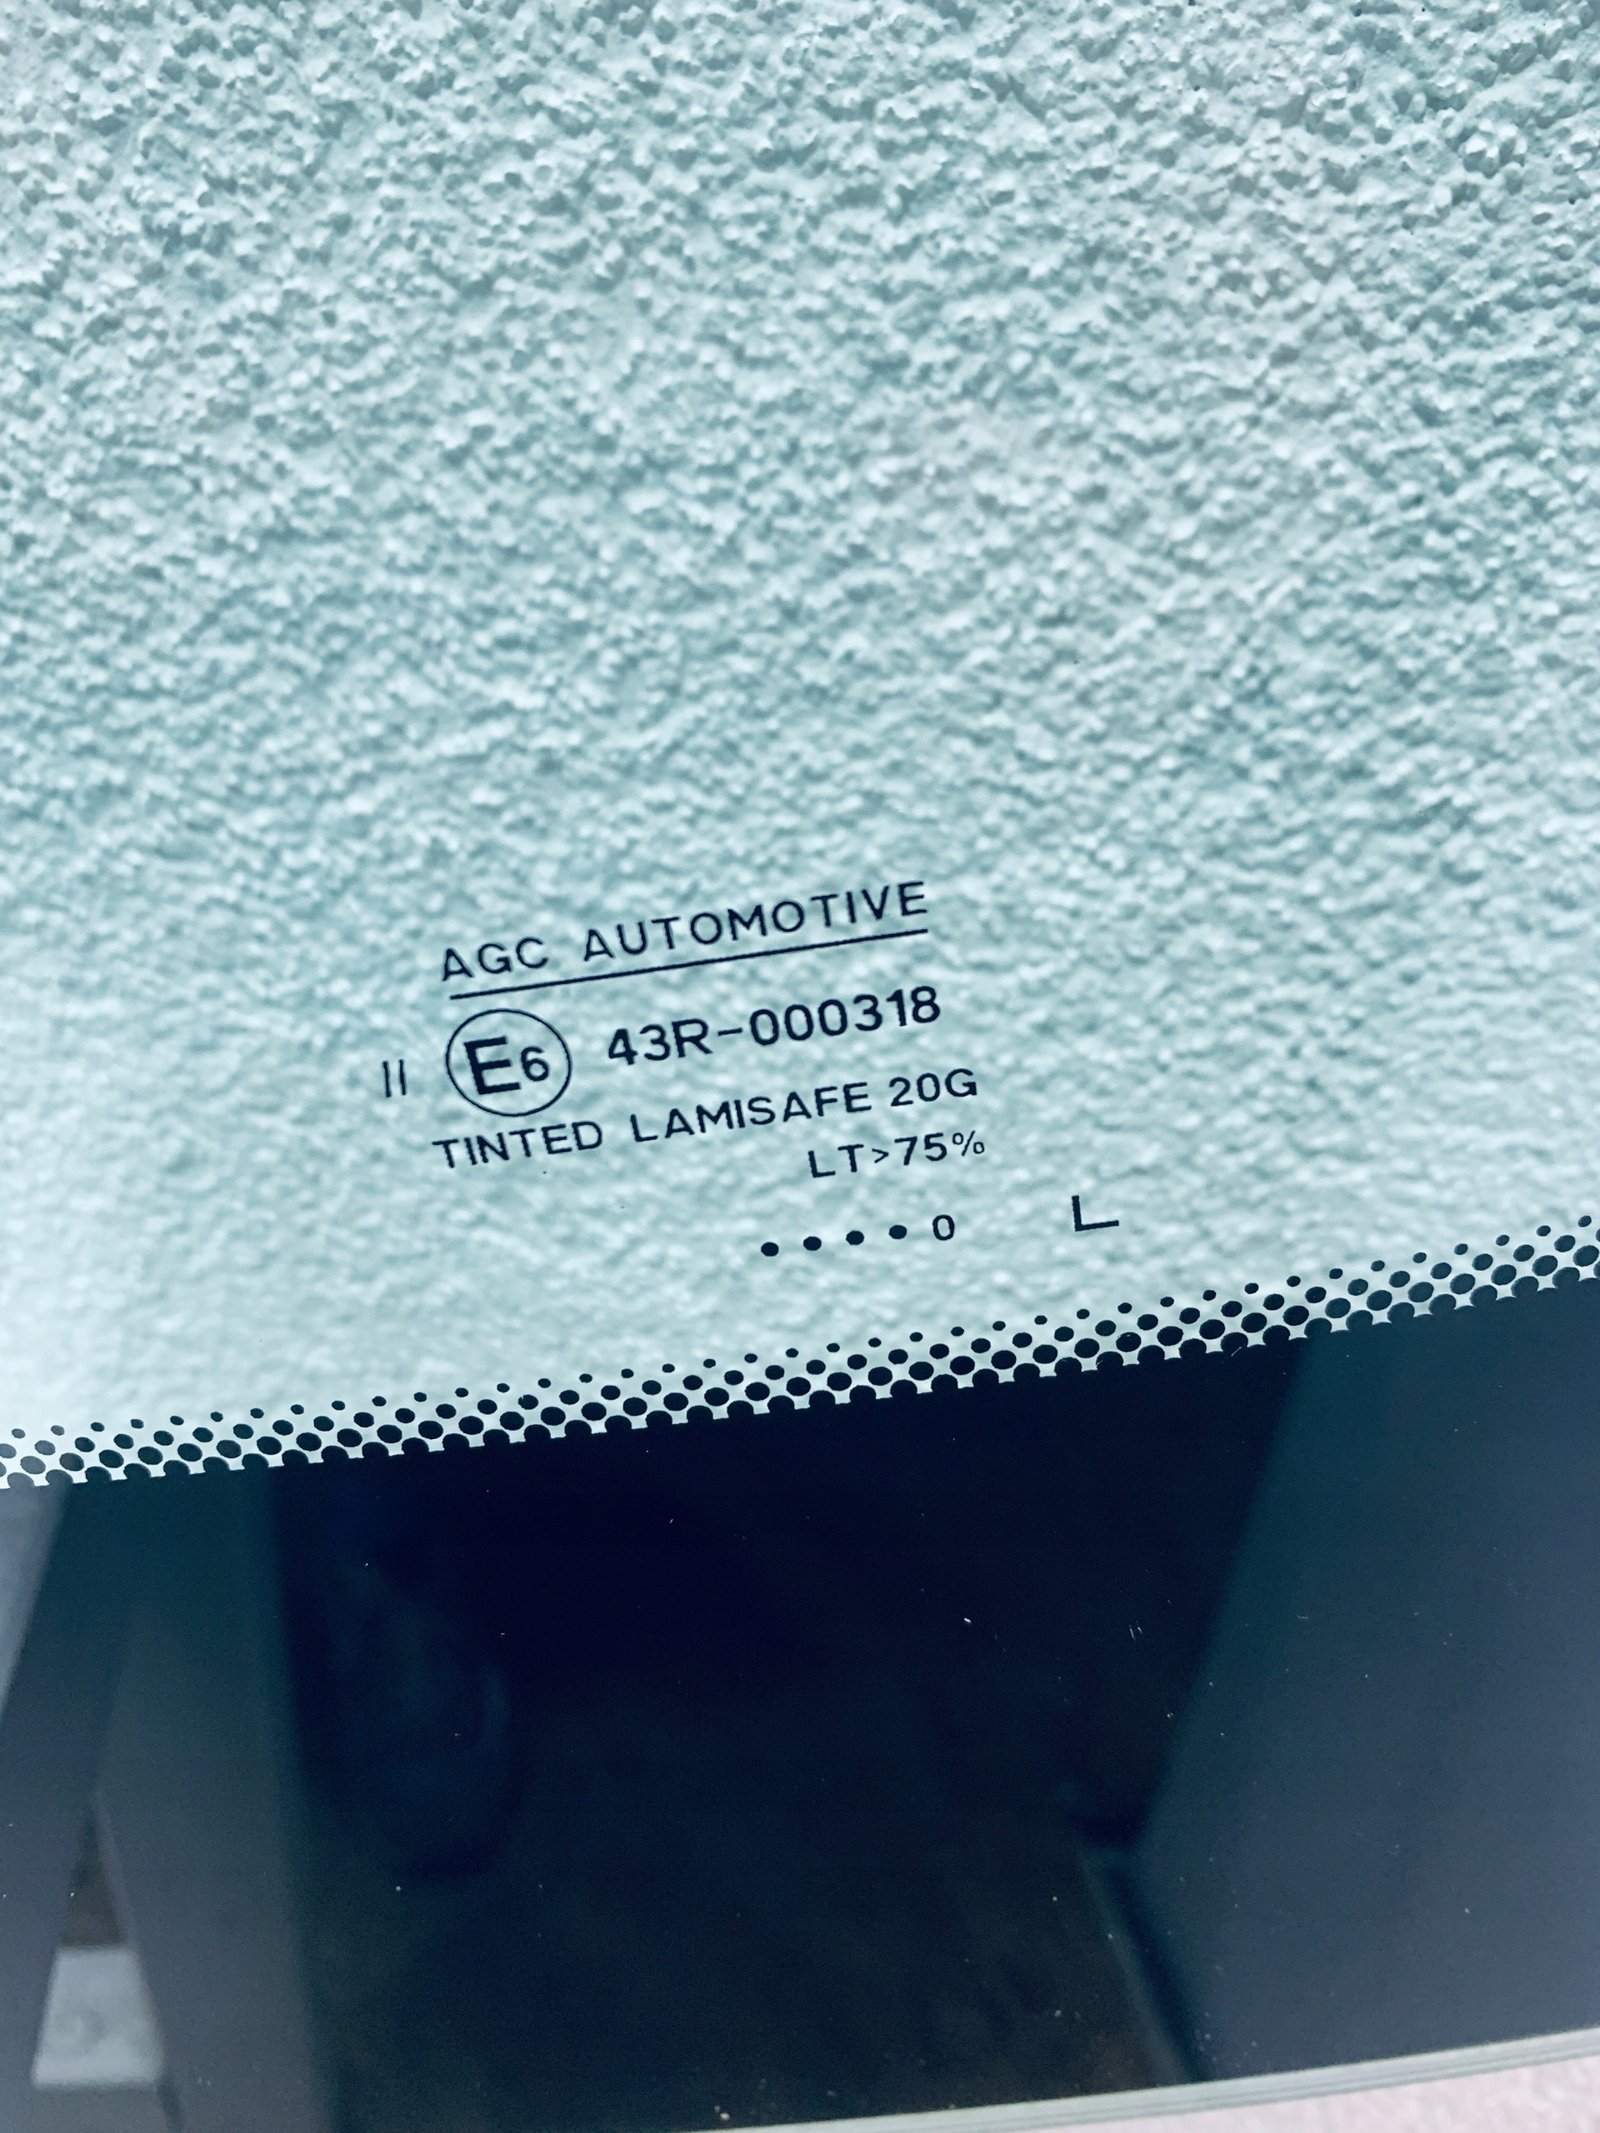 AGC AUTOMOTIVE
II E6 43R-000318
TINTED LAMISAFE 20G
LT>75%
••••0 L